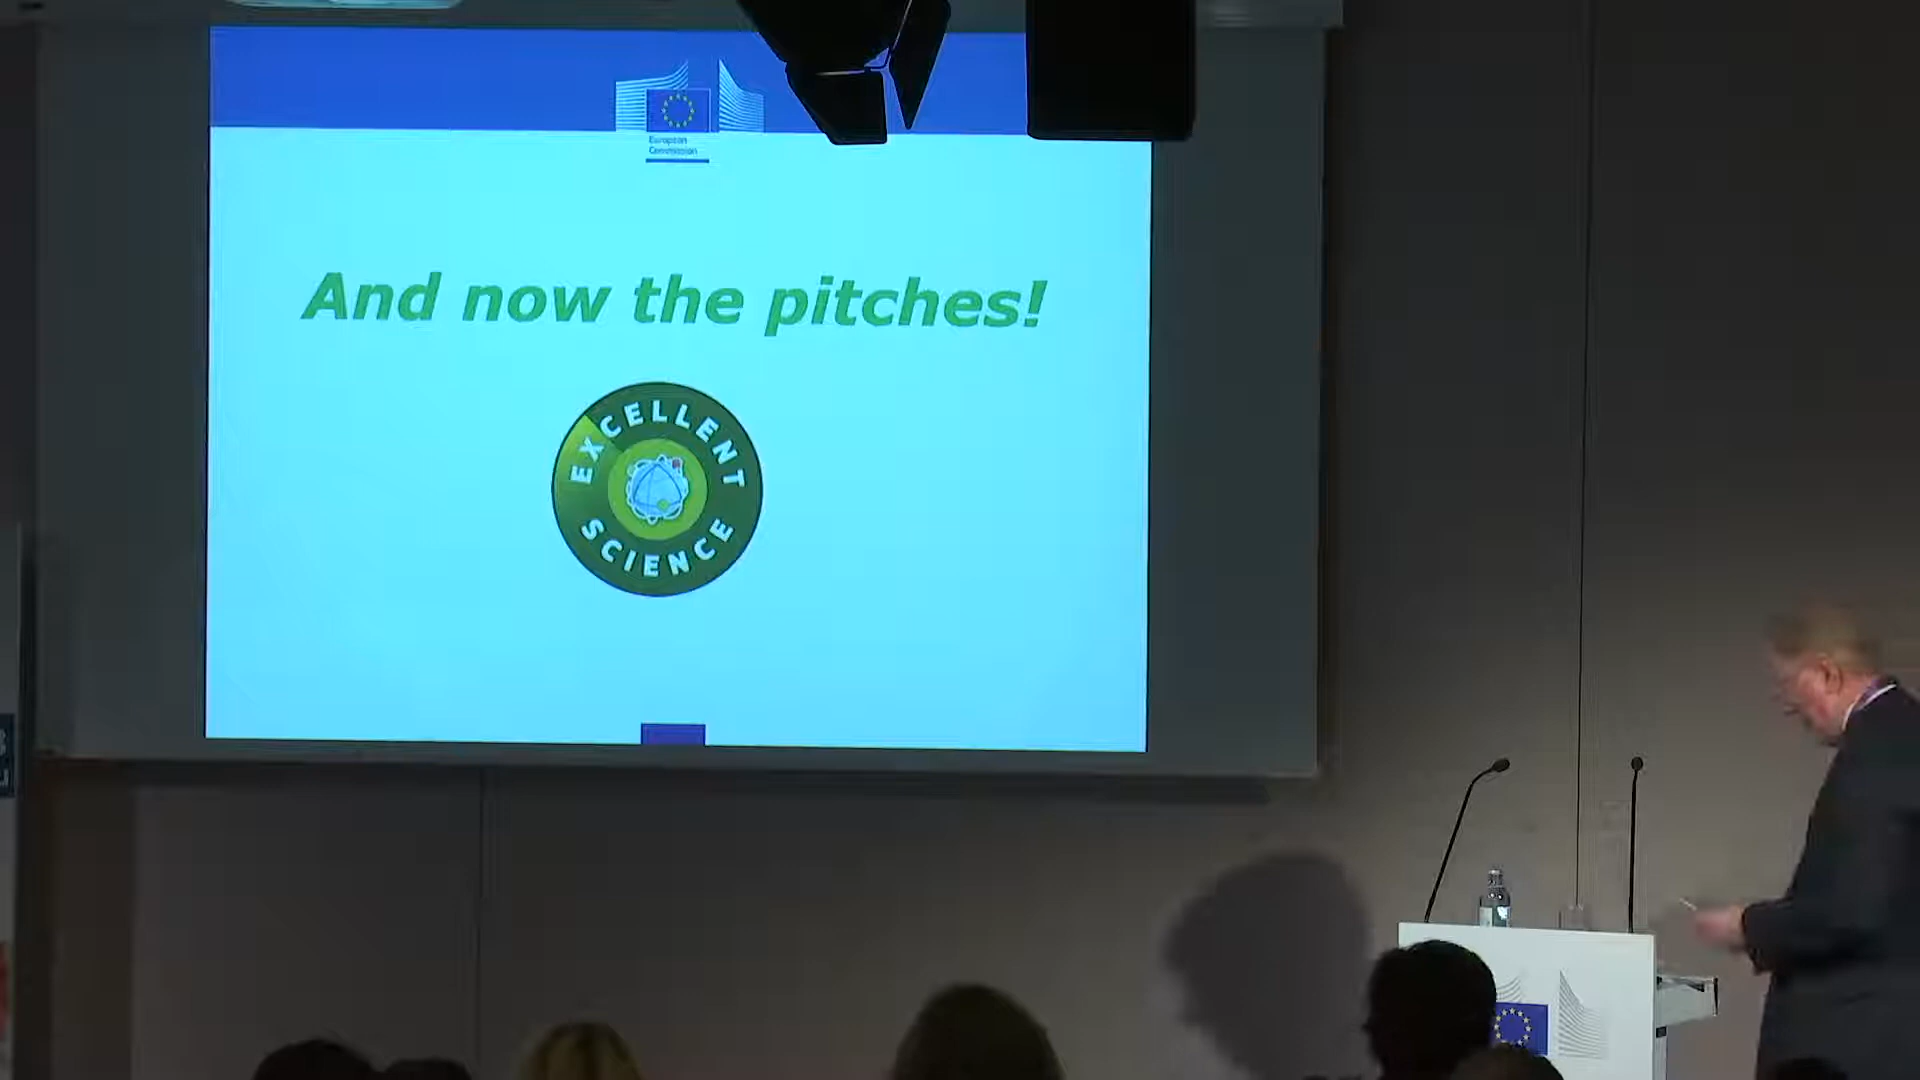 European
Commission
And now the pitches!
EXCELLENT
SCIENCE